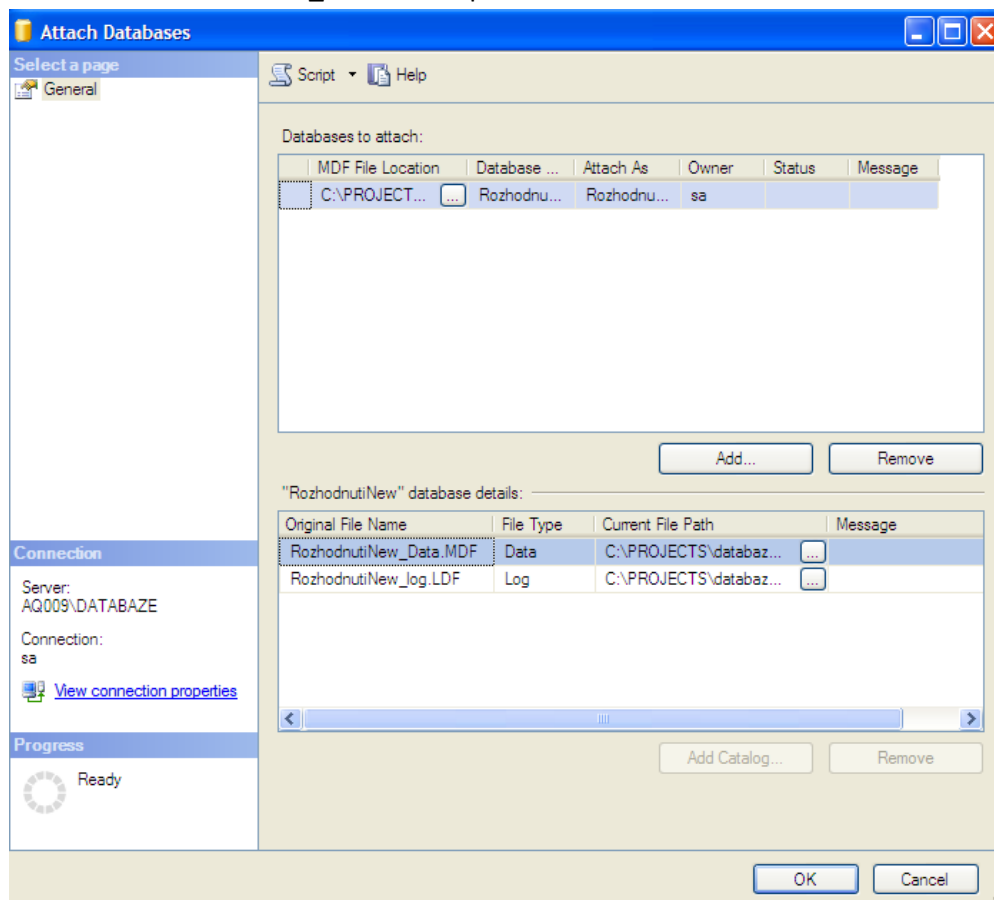 Attach Databases
Select a page
General
Script Help
Databases to attach:
MDF File Location Database ... Attach As Owner Status Message
C:\PROJECT... ... Rozhodnu... Rozhodnu... sa
Add... Remove
"RozhodnutiNew" database details:
Original File Name File Type Current File Path Message
RozhodnutiNew_Data.MDF Data C:\PROJECTS\databaz... ...
RozhodnutiNew_log.LDF Log C:\PROJECTS\databaz... ...
Connection
Server:
AQ009\DATABAZE
Connection:
sa
View connection properties
Progress
Ready
Add Catalog... Remove
OK Cancel